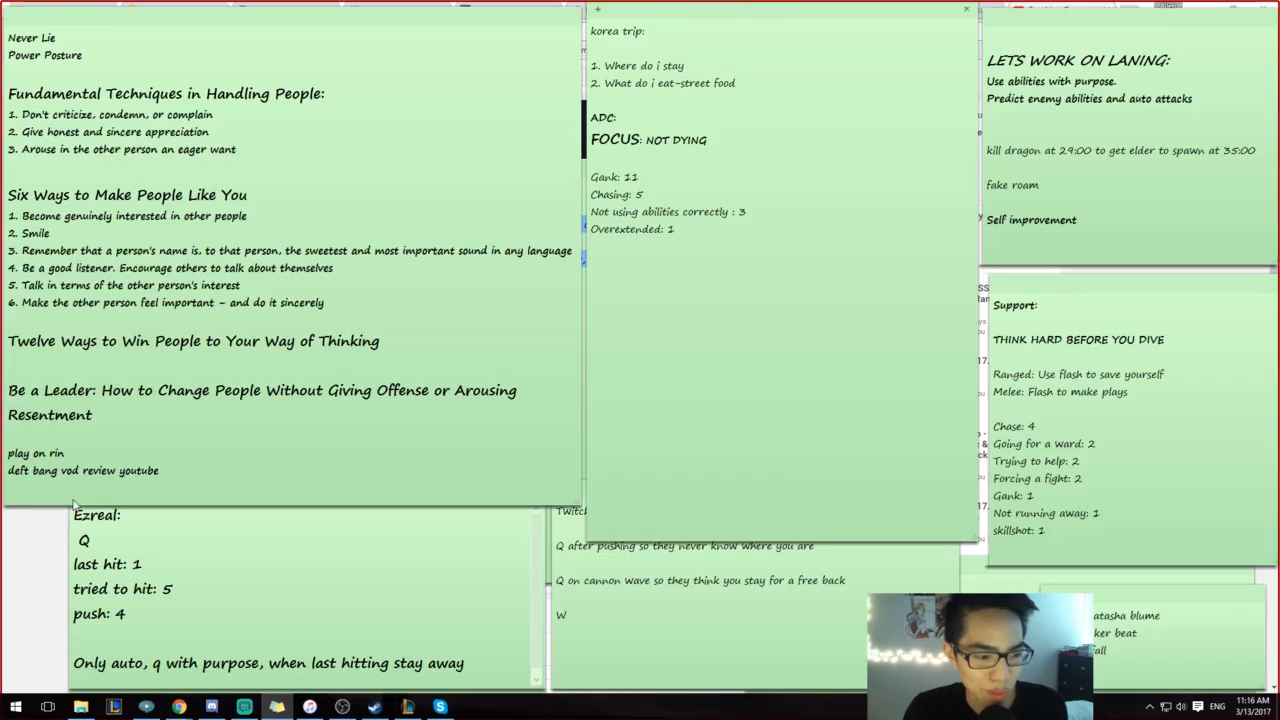 Never Lie
Power Posture
Fundamental Techniques in Handling People:
1. Don't criticize, condemn, or complain
2. Give honest and sincere appreciation
3. Arouse in the other person an eager want
Six Ways to Make People Like You
1. Become genuinely interested in other people
2. Smile
3. Remember that a person's name is, to that person, the sweetest and most important sound in any language
4. Be a good listener. Encourage others to talk about themselves
5. Talk in terms of the other person's interest
6. Make the other person feel important - and do it sincerely
Twelve Ways to Win People to Your Way of Thinking
Be a Leader: How to Change People Without Giving Offense or Arousing
Resentment
play on rin
deft bang vod review youtube
korea trip:
1. Where do i stay
2. What do i eat-street food
ADC:
FOCUS: NOT DYING
Gank: 11
Chasing: 5
Not using abilities correctly : 3
Overextended: 1
LETS WORK ON LANING:
Use abilities with purpose.
Predict enemy abilities and auto attacks
kill dragon at 29:00 to get elder to spawn at 35:00
fake roam
Self improvement
Support:
THINK HARD BEFORE YOU DIVE
Ranged: Use flash to save yourself
Melee: Flash to make plays
Chase: 4
Going for a ward: 2
Trying to help: 2
Forcing a fight: 2
Gank: 1
Not running away: 1
skillshot: 1
Ezreal:
Q
last hit: 1
tried to hit: 5
push: 4
Only auto, q with purpose, when last hitting stay away
Twitch
Q after pushing so they never know where you are
Q on cannon wave so they think you stay for a free back
W
atasha blume
ker beat
fall
ENG
11:16 AM
3/13/2017